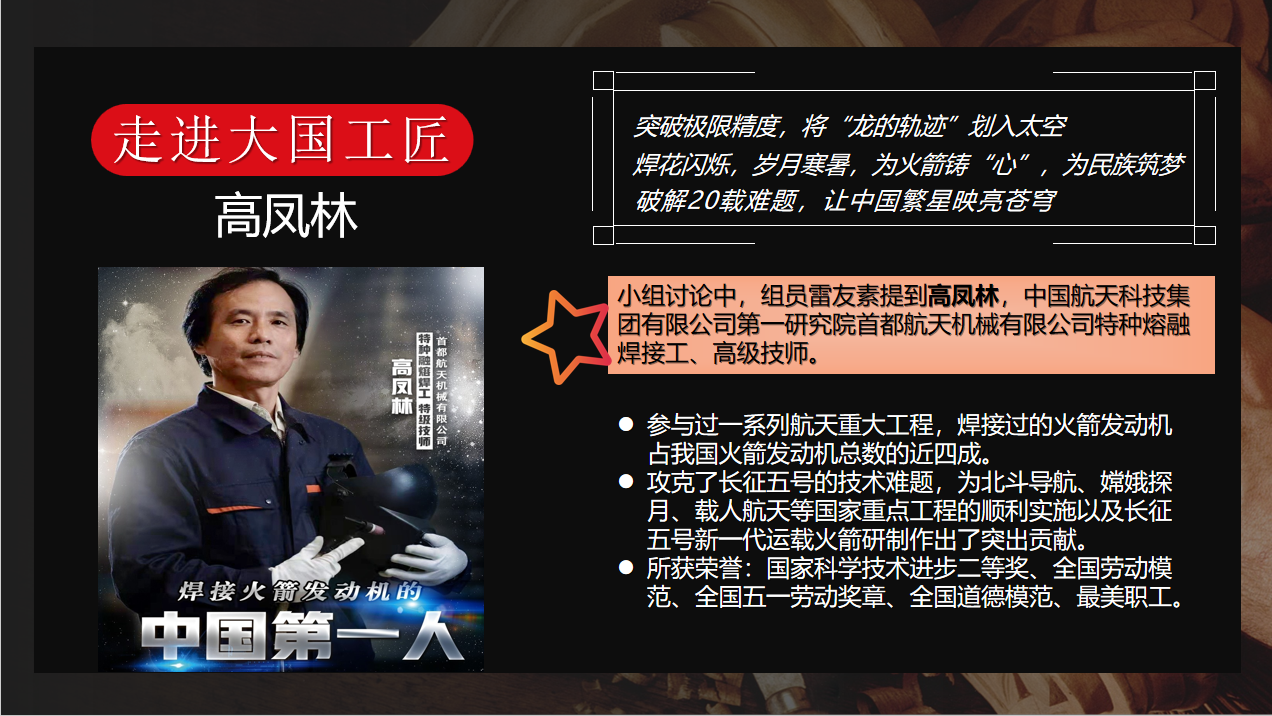 走进大国工匠
高凤林
突破极限精度，将“龙的轨迹”划入太空
焊花闪烁，岁月寒暑，为火箭铸“心”，为民族筑梦
破解20载难题，让中国繁星映亮苍穹
小组讨论中，组员雷友素提到高凤林，中国航天科技集
团有限公司第一研究院首都航天机械有限公司特种熔融
焊接工、高级技师。
参与过一系列航天重大工程，焊接过的火箭发动机
占我国火箭发动机总数的近四成。
攻克了长征五号的技术难题，为北斗导航、嫦娥探
月、载人航天等国家重点工程的顺利实施以及长征
五号新一代运载火箭研制作出了突出贡献。
所获荣誉：国家科学技术进步二等奖、全国劳动模
范、全国五一劳动奖章、全国道德模范、最美职工。
首都航天机械有限公司
特种融熔焊工 特级技师
高凤林
焊接火箭发动机的
中国第一人